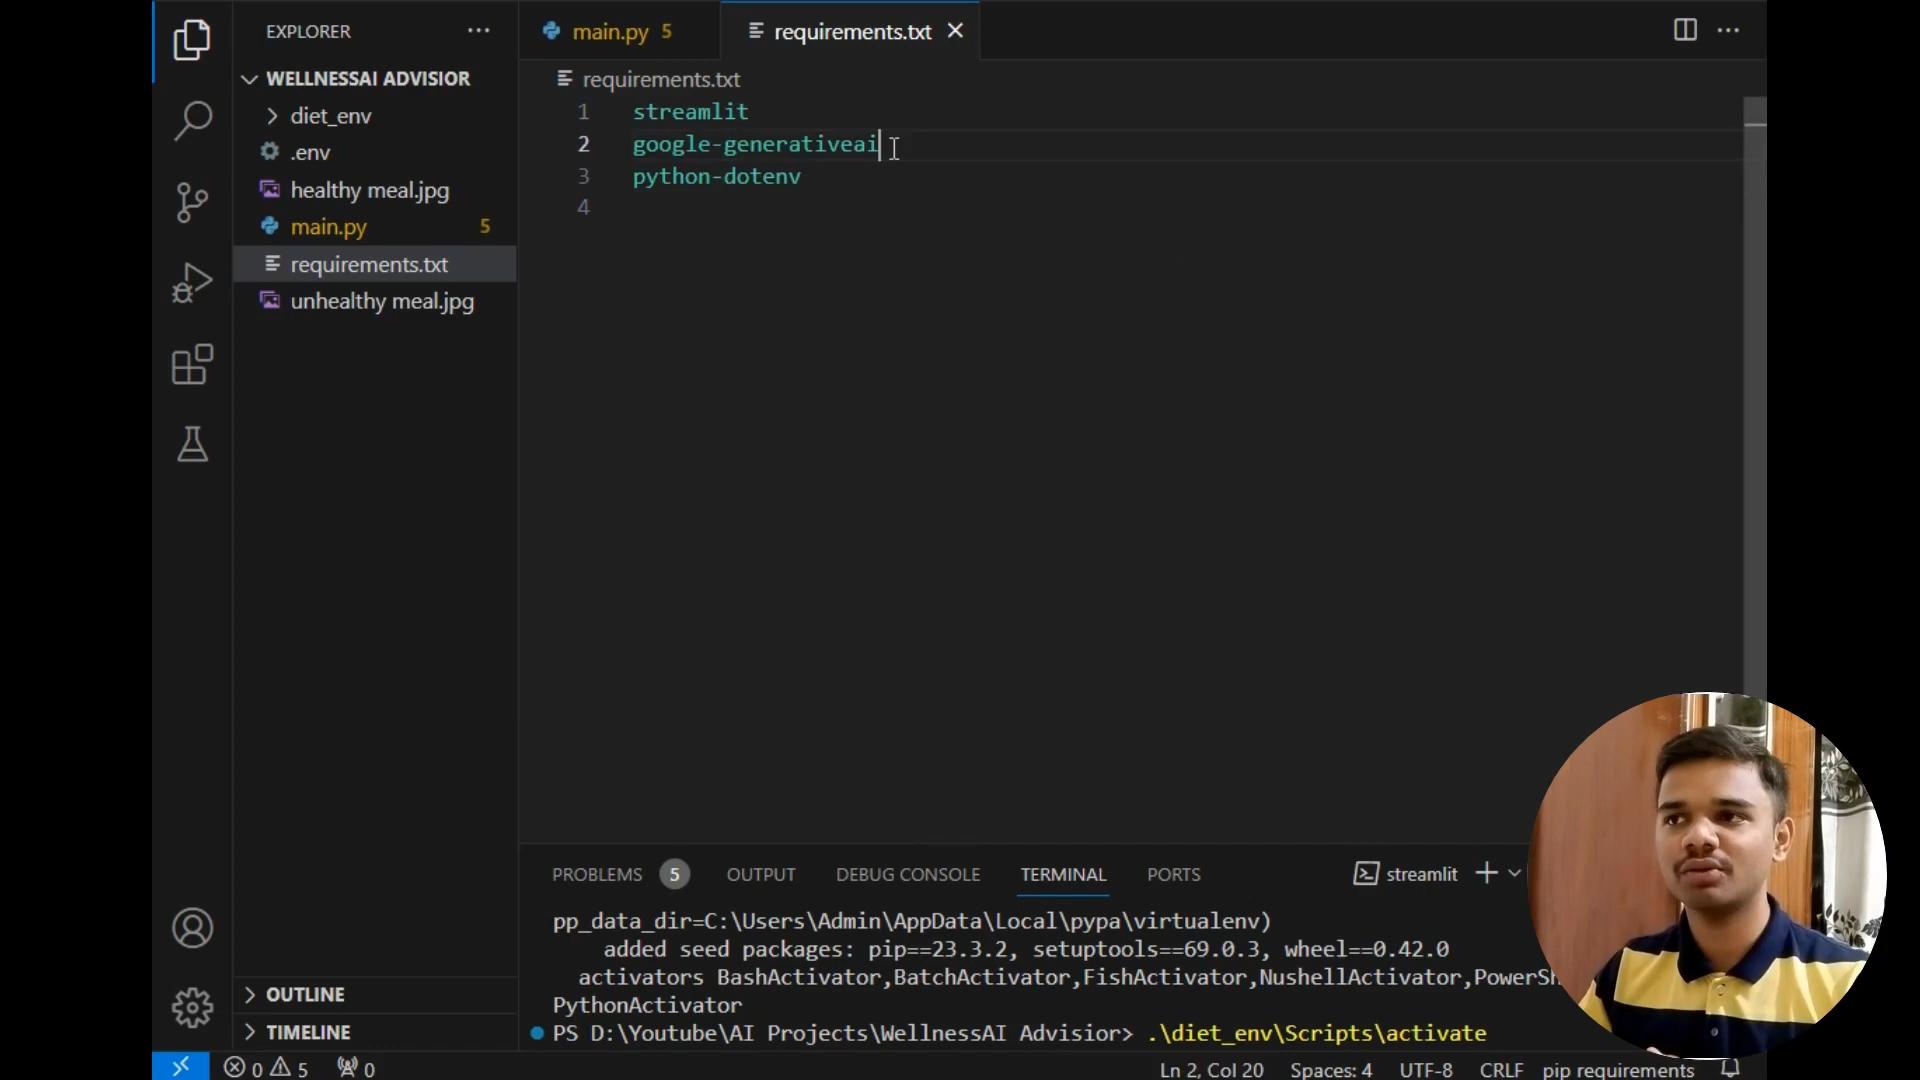 EXPLORER
WELLNESSAI ADVISIOR
diet_env
.env
healthy meal.jpg
main.py 5
requirements.txt
unhealthy meal.jpg
OUTLINE
TIMELINE
main.py 5
requirements.txt
requirements.txt
1 streamlit
2 google-generativeai
3 python-dotenv
4
PROBLEMS 5 OUTPUT DEBUG CONSOLE TERMINAL PORTS
streamlit
pp_data_dir=C:\Users\Admin\AppData\Local\pypa\virtualenv)
added seed packages: pip==23.3.2, setuptools==69.0.3, wheel==0.42.0
activators BashActivator,BatchActivator,FishActivator,NushellActivator,PowerSh
PythonActivator
PS D:\Youtube\AI Projects\WellnessAI Advisior> .\diet_env\Scripts\activate
0 5 0 Ln 2, Col 20 Spaces: 4 UTF-8 CRLF pip requirements